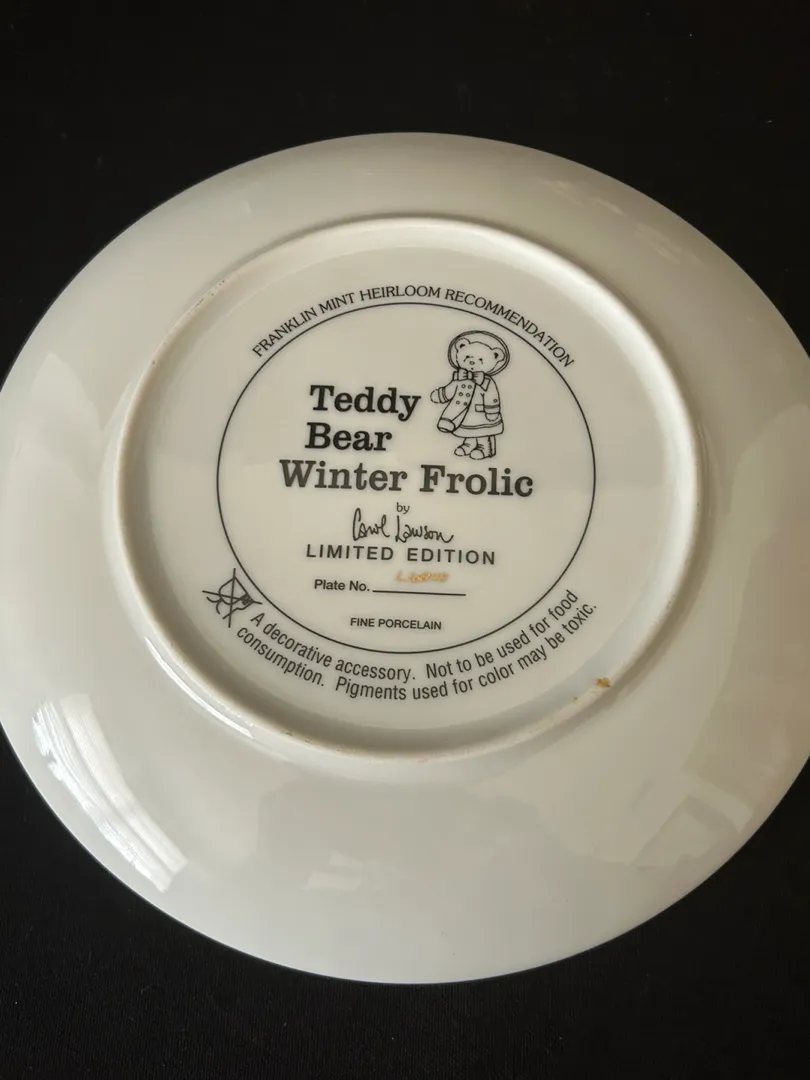 FRANKLIN MINT HEIRLOOM RECOMMENDATION
Teddy
Bear
Winter Frolic
by
Carol Lawson
LIMITED EDITION
Plate No.
FINE PORCELAIN
A decorative accessory. Not to be used for food
consumption. Pigments used for color may be toxic.